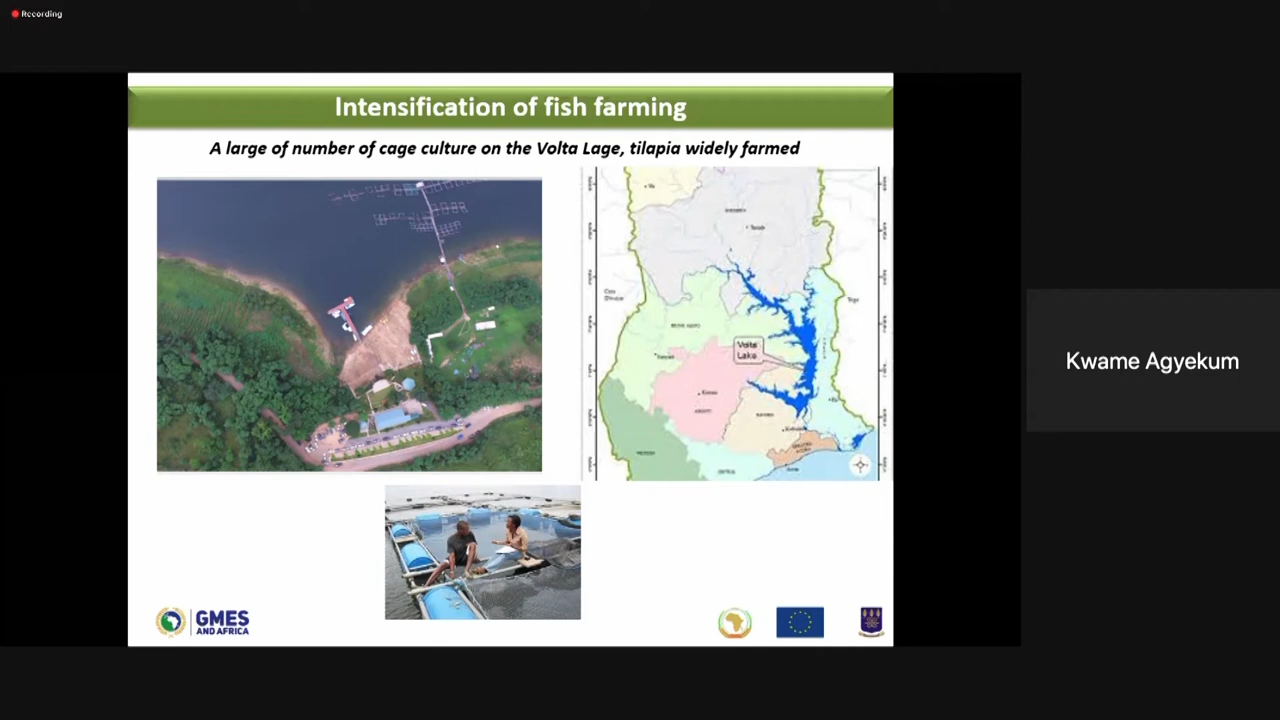 Recording
Intensification of fish farming
A large of number of cage culture on the Volta Lage, tilapia widely farmed
Togo
Volta
Lake
Kwame Agyekum
GMES
AND AFRICA